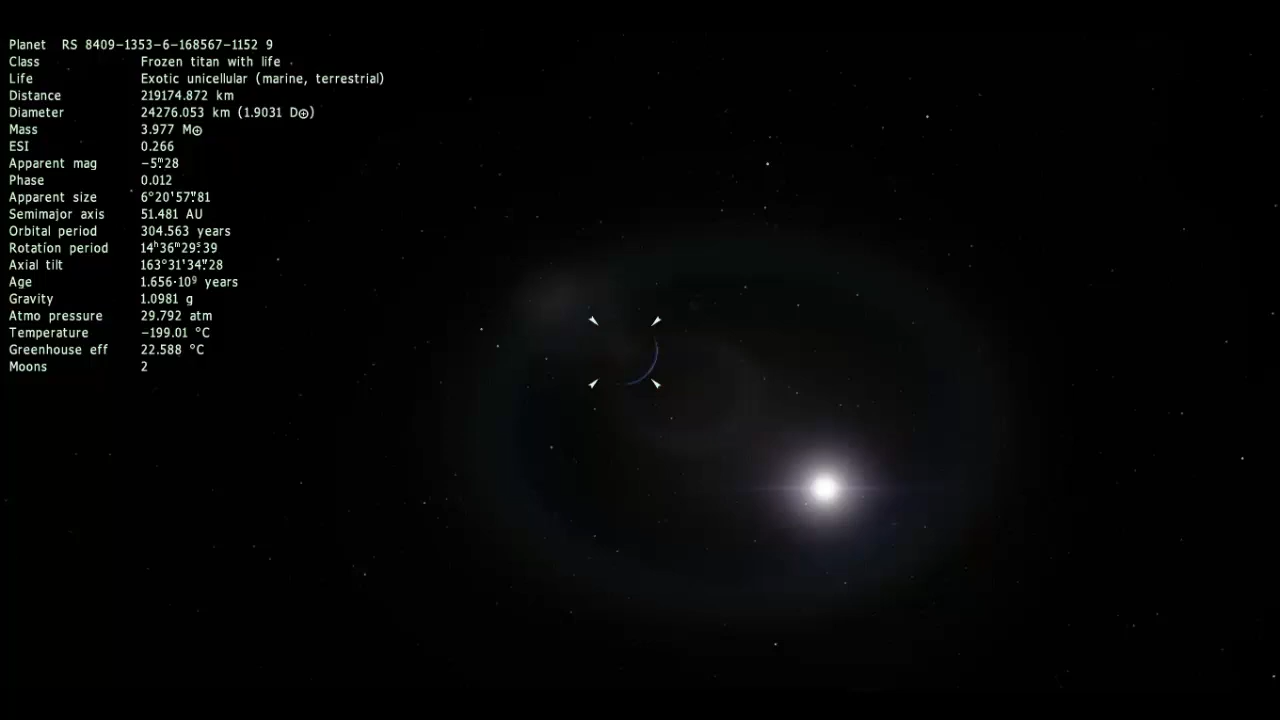 Planet RS 8409-1353-6-168567-1152 9
Class Frozen titan with life
Life Exotic unicellular (marine, terrestrial)
Distance 219174.872 km
Diameter 24276.053 km (1.9031 D⊕)
Mass 3.977 M⊕
ESI 0.266
Apparent mag -5ᵐ.28
Phase 0.012
Apparent size 6°20'57".81
Semimajor axis 51.481 AU
Orbital period 304.563 years
Rotation period 14ʰ36ᵐ29ˢ.39
Axial tilt 163°31'34".28
Age 1.656·10⁹ years
Gravity 1.0981 g
Atmo pressure 29.792 atm
Temperature -199.01 °C
Greenhouse eff 22.588 °C
Moons 2